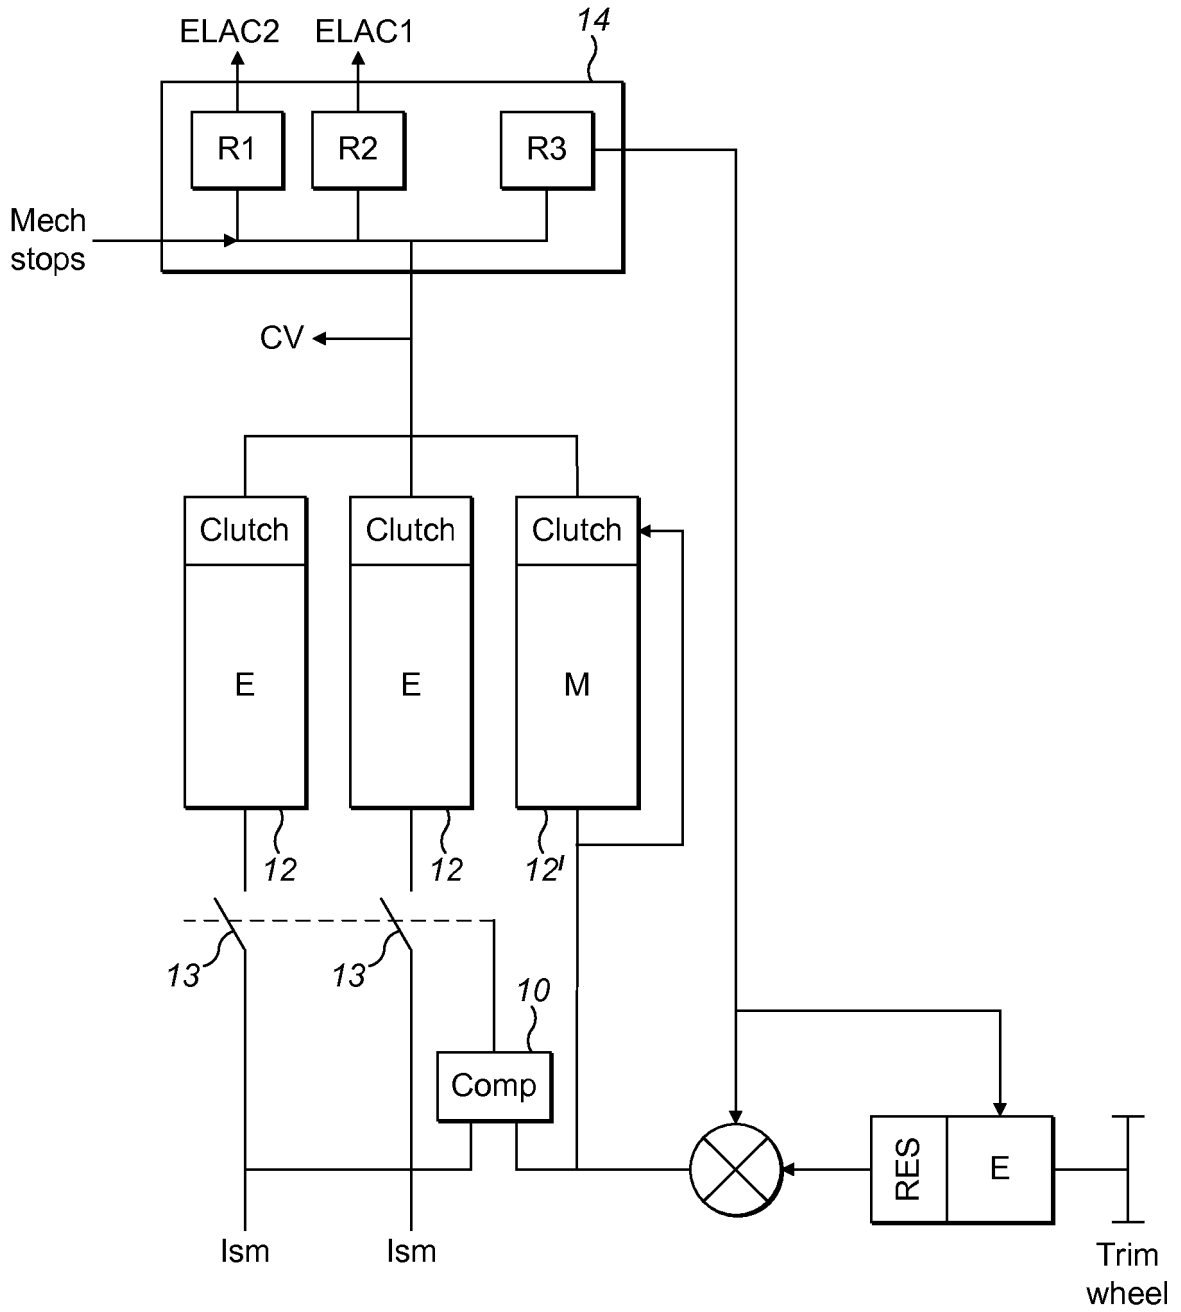 ELAC2
ELAC1
14
R1
R2
R3
Mech
stops
CV
Clutch
Clutch
Clutch
E
E
M
12
12
12'
13
13
10
Comp
RES
E
Ism
Ism
Trim
wheel